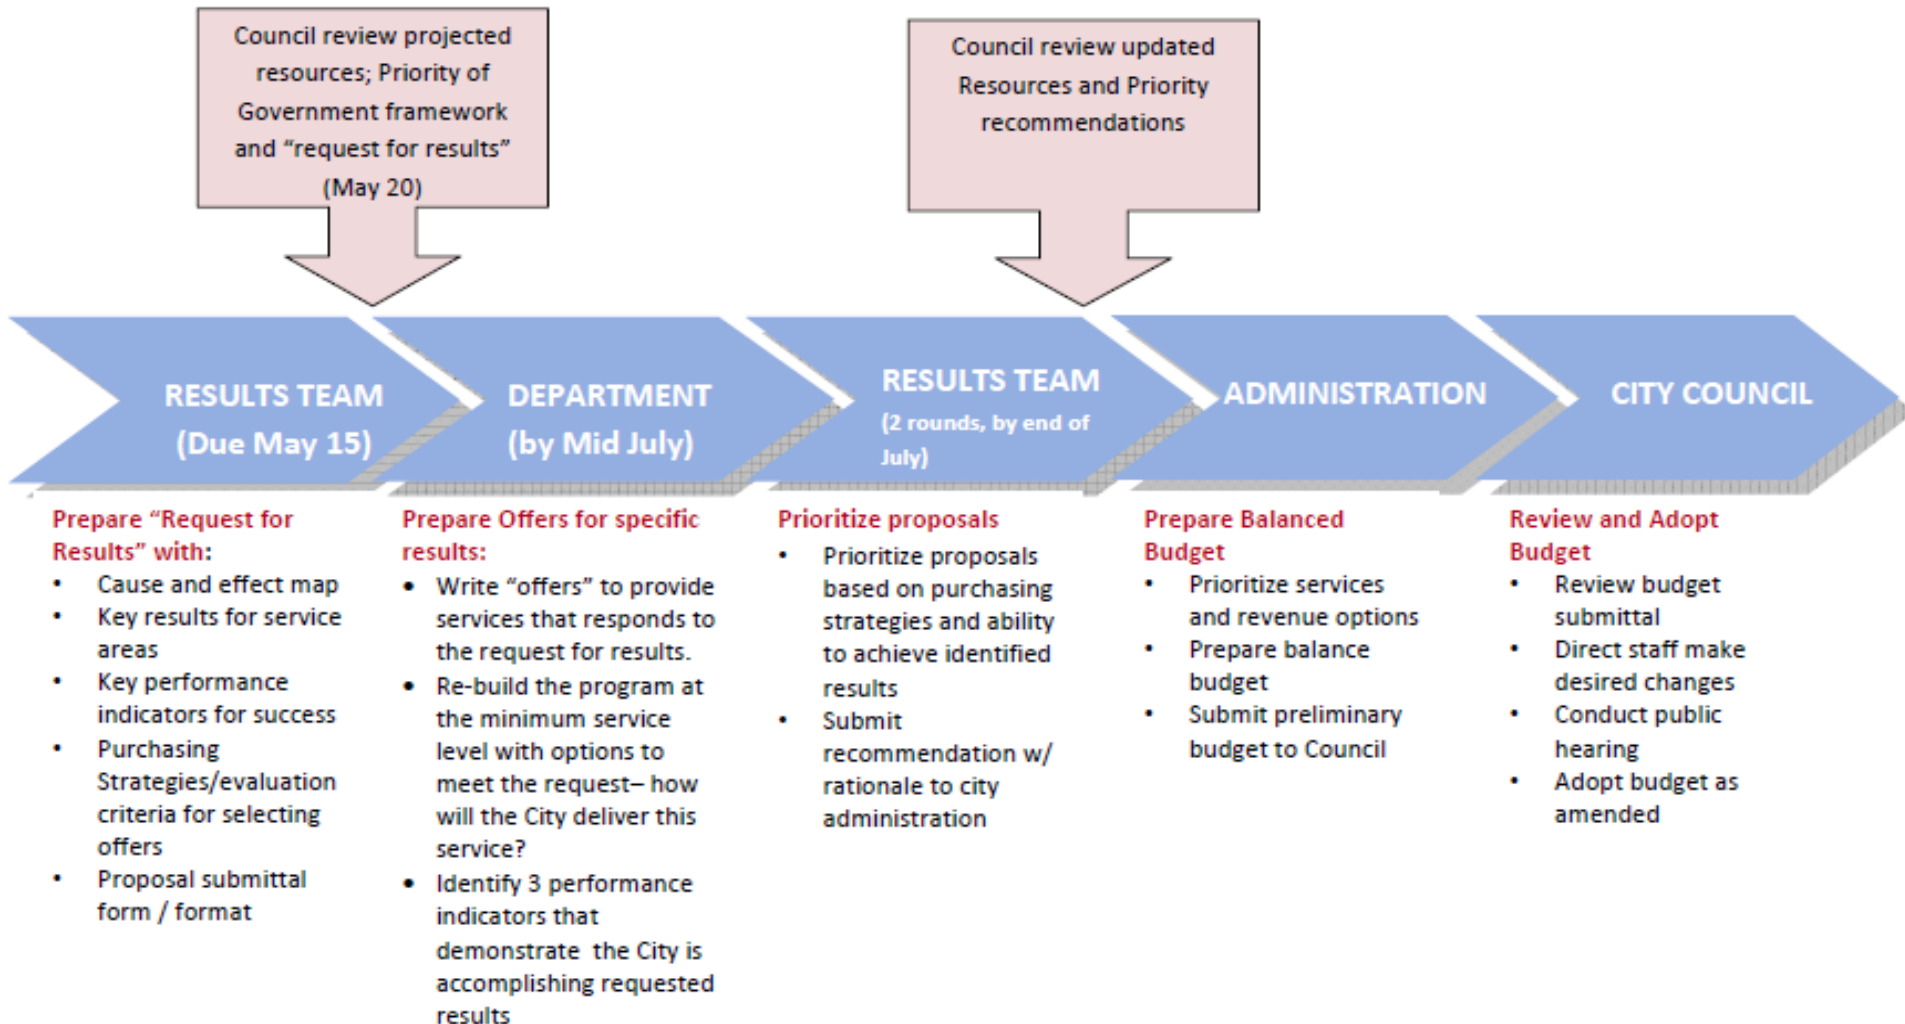 Council review projected
resources; Priority of
Government framework
and “request for results”
(May 20)
Council review updated
Resources and Priority
recommendations
RESULTS TEAM
(Due May 15)
DEPARTMENT
(by Mid July)
RESULTS TEAM
(2 rounds, by end of
July)
ADMINISTRATION
CITY COUNCIL
Prepare “Request for
Results” with:
• Cause and effect map
• Key results for service
areas
• Key performance
indicators for success
• Purchasing
Strategies/evaluation
criteria for selecting
offers
• Proposal submittal
form / format
Prepare Offers for specific
results:
• Write “offers” to provide
services that responds to
the request for results.
• Re-build the program at
the minimum service
level with options to
meet the request– how
will the City deliver this
service?
• Identify 3 performance
indicators that
demonstrate the City is
accomplishing requested
results
Prioritize proposals
• Prioritize proposals
based on purchasing
strategies and ability
to achieve identified
results
• Submit
recommendation w/
rationale to city
administration
Prepare Balanced
Budget
• Prioritize services
and revenue options
• Prepare balance
budget
• Submit preliminary
budget to Council
Review and Adopt
Budget
• Review budget
submittal
• Direct staff make
desired changes
• Conduct public
hearing
• Adopt budget as
amended